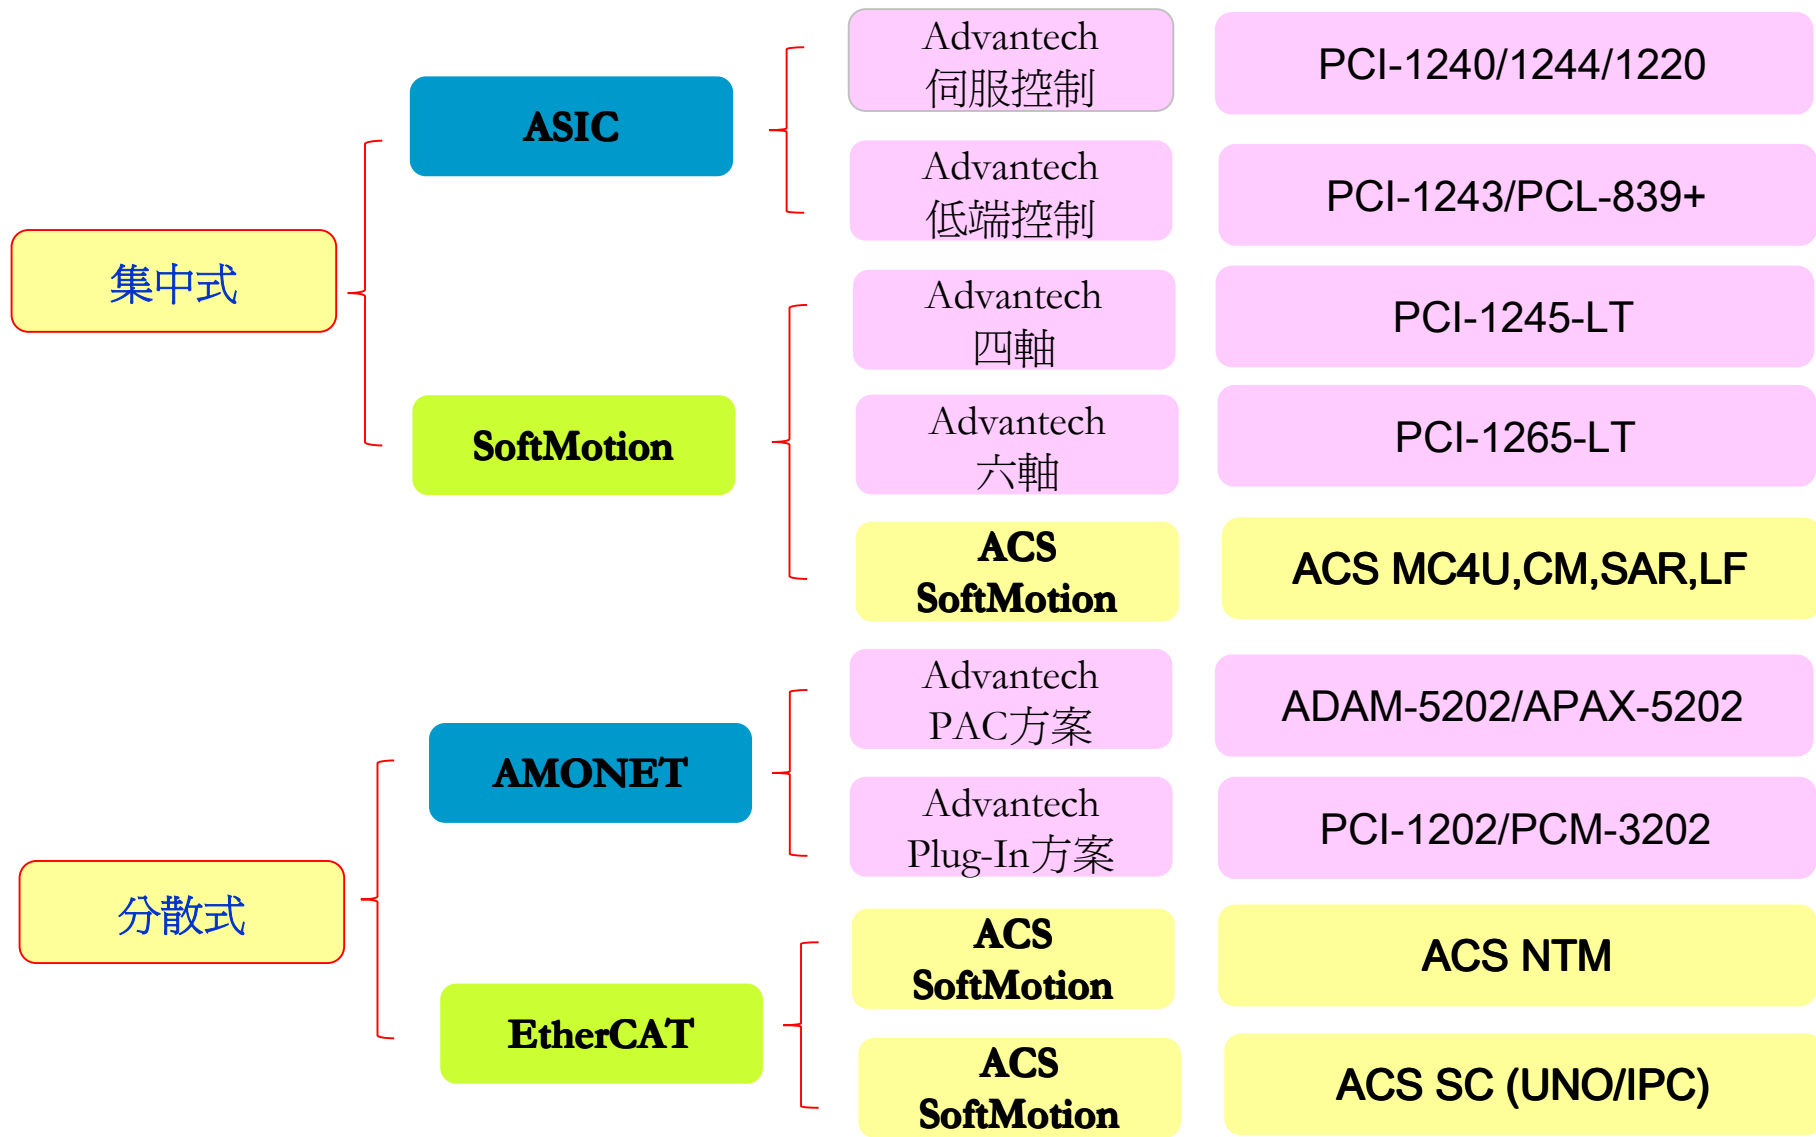 集中式
ASIC
Advantech
伺服控制
PCI-1240/1244/1220
Advantech
低端控制
PCI-1243/PCL-839+
SoftMotion
Advantech
四軸
PCI-1245-LT
Advantech
六軸
PCI-1265-LT
ACS
SoftMotion
ACS MC4U,CM,SAR,LF
分散式
AMONET
Advantech
PAC方案
ADAM-5202/APAX-5202
Advantech
Plug-In方案
PCI-1202/PCM-3202
EtherCAT
ACS
SoftMotion
ACS NTM
ACS
SoftMotion
ACS SC (UNO/IPC)